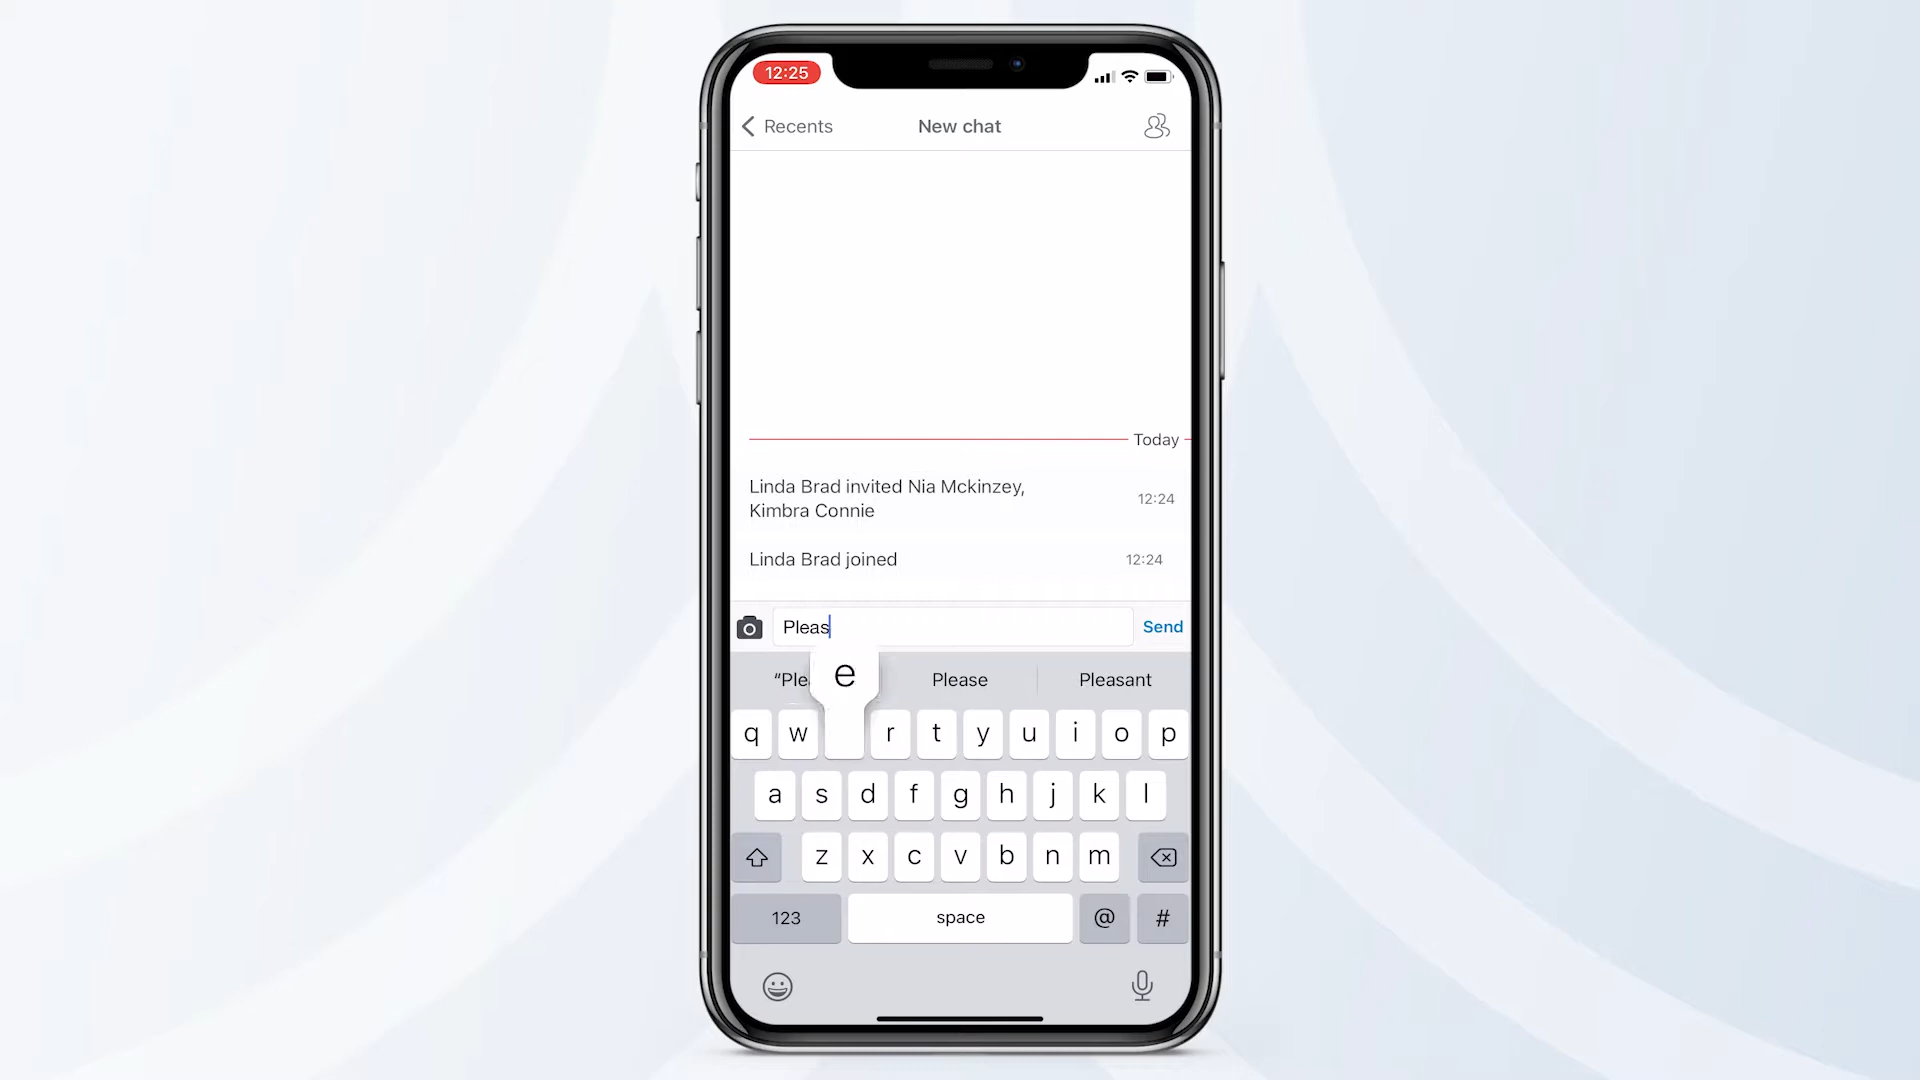 12:25
Recents
New chat
Today
Linda Brad invited Nia Mckinzey,
Kimbra Connie
12:24
Linda Brad joined
12:24
Pleas
Send
“Ple
e
Please
Pleasant
q w r t y u i o p
a s d f g h j k l
z x c v b n m
123
space
@
#